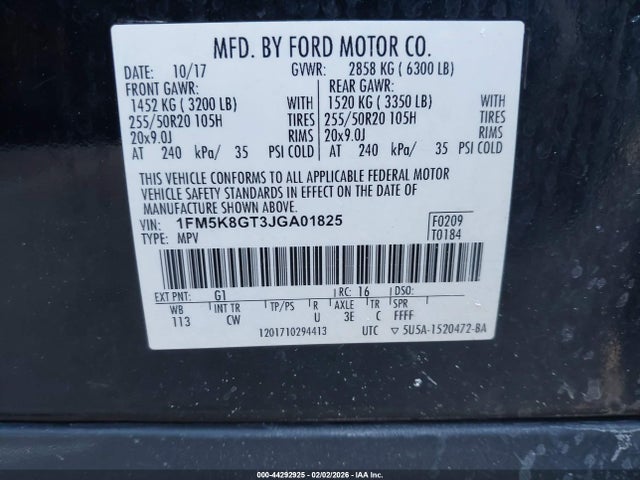 MFD. BY FORD MOTOR CO.
DATE: 10/17 GVWR: 2858 KG ( 6300 LB)
FRONT GAWR: REAR GAWR:
1452 KG ( 3200 LB) WITH 1520 KG ( 3350 LB) WITH
255/50R20 105H TIRES 255/50R20 105H TIRES
20x9.0J RIMS 20x9.0J RIMS
AT 240 kPa/ 35 PSI COLD AT 240 kPa/ 35 PSI COLD
THIS VEHICLE CONFORMS TO ALL APPLICABLE FEDERAL MOTOR
VEHICLE SAFETY STANDARDS IN EFFECT ON THE DATE OF
MANUFACTURE SHOWN ABOVE.
VIN: 1FM5K8GT3JGA01825 F0209
TYPE: MPV T0184
EXT PNT: G1 RC: 16 DSO:
WB INT TR TP/PS R AXLE TR SPR
113 CW U 3E C FFFF
1201710294413 UTC ▽ 5U5A-1520472-BA
000-44292925 - 02/02/2026 - IAA Inc.